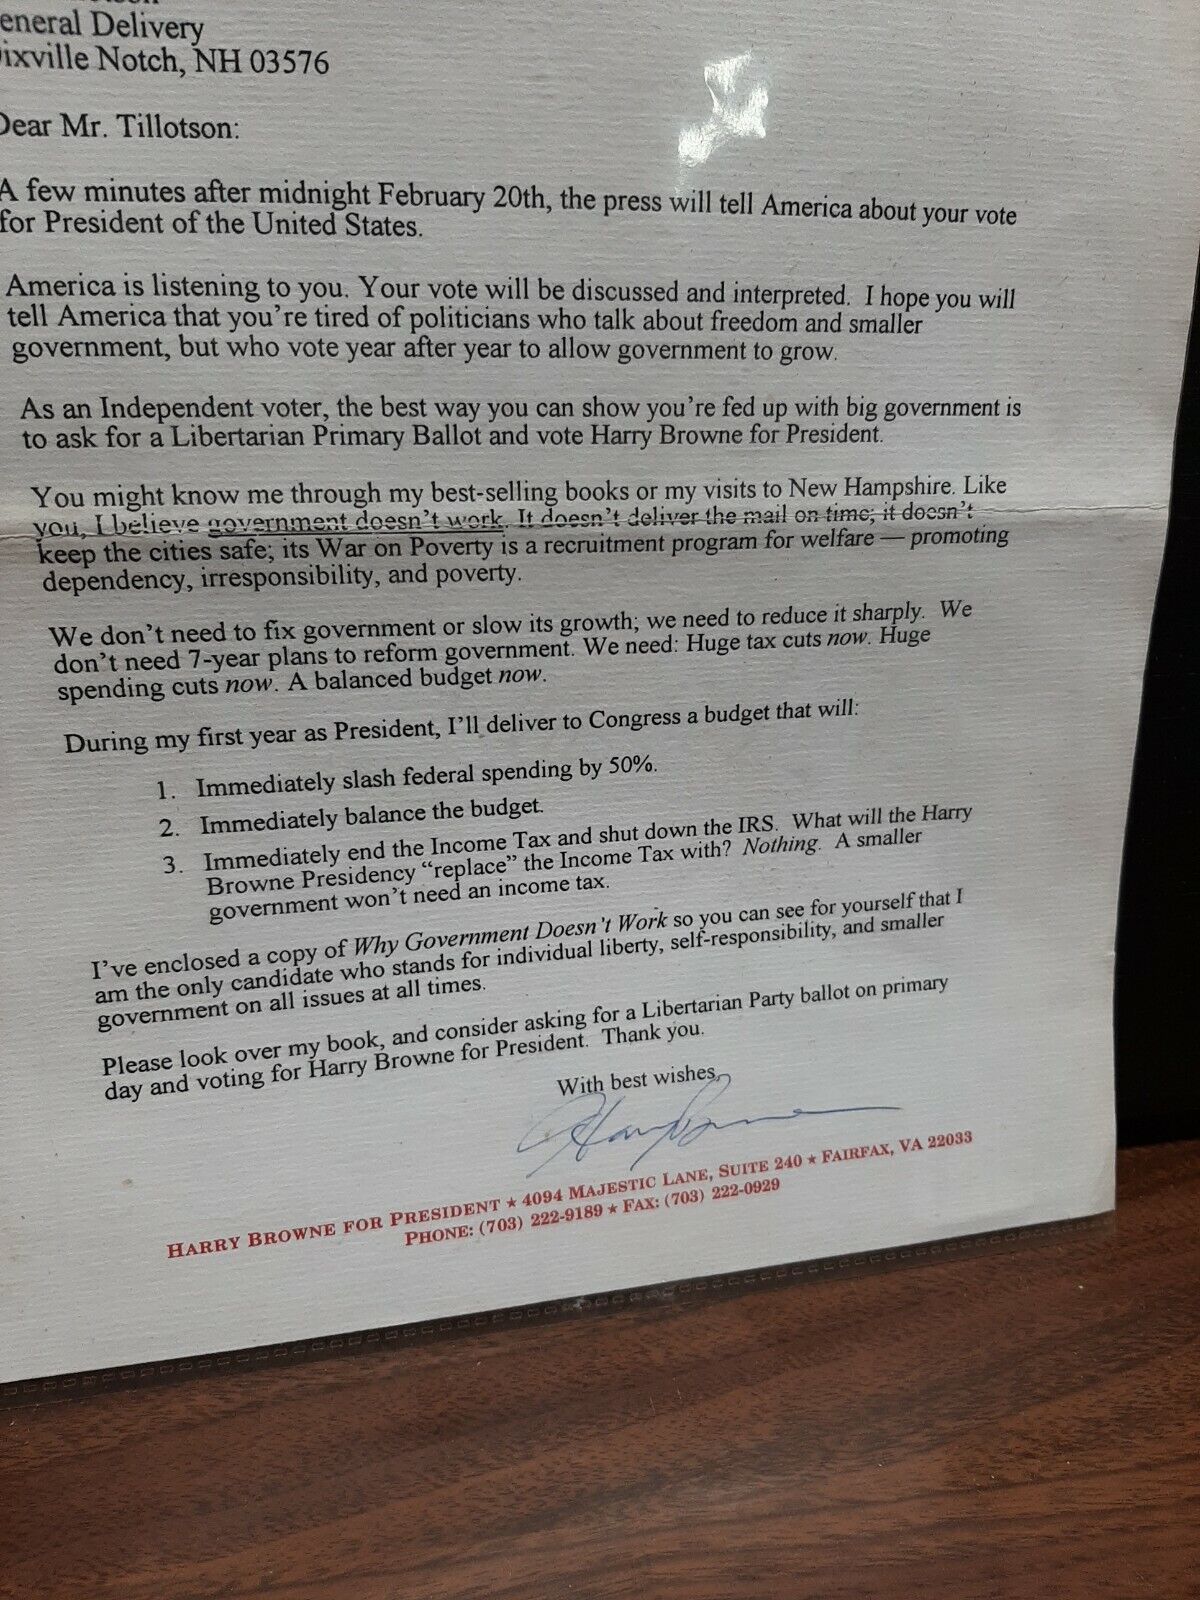 eneral Delivery
ixville Notch, NH 03576
Dear Mr. Tillotson:
A few minutes after midnight February 20th, the press will tell America about your vote
for President of the United States.
America is listening to you. Your vote will be discussed and interpreted. I hope you will
tell America that you're tired of politicians who talk about freedom and smaller
government, but who vote year after year to allow government to grow.
As an Independent voter, the best way you can show you're fed up with big government is
to ask for a Libertarian Primary Ballot and vote Harry Browne for President.
You might know me through my best-selling books or my visits to New Hampshire. Like
you, I believe government doesn't work. It doesn't deliver the mail on time; it doesn't
keep the cities safe; its War on Poverty is a recruitment program for welfare — promoting
dependency, irresponsibility, and poverty.
We don't need to fix government or slow its growth; we need to reduce it sharply. We
don't need 7-year plans to reform government. We need: Huge tax cuts now. Huge
spending cuts now. A balanced budget now.
During my first year as President, I'll deliver to Congress a budget that will:
1. Immediately slash federal spending by 50%.
2. Immediately balance the budget.
3. Immediately end the Income Tax and shut down the IRS. What will the Harry
Browne Presidency "replace" the Income Tax with? Nothing. A smaller
government won't need an income tax.
I've enclosed a copy of Why Government Doesn't Work so you can see for yourself that I
am the only candidate who stands for individual liberty, self-responsibility, and smaller
government on all issues at all times.
Please look over my book, and consider asking for a Libertarian Party ballot on primary
day and voting for Harry Browne for President. Thank you.
With best wishes,
Harry Browne
HARRY BROWNE FOR PRESIDENT ★ 4094 MAJESTIC LANE, SUITE 240 ★ FAIRFAX, VA 22033
PHONE: (703) 222-9189 ★ FAX: (703) 222-0929